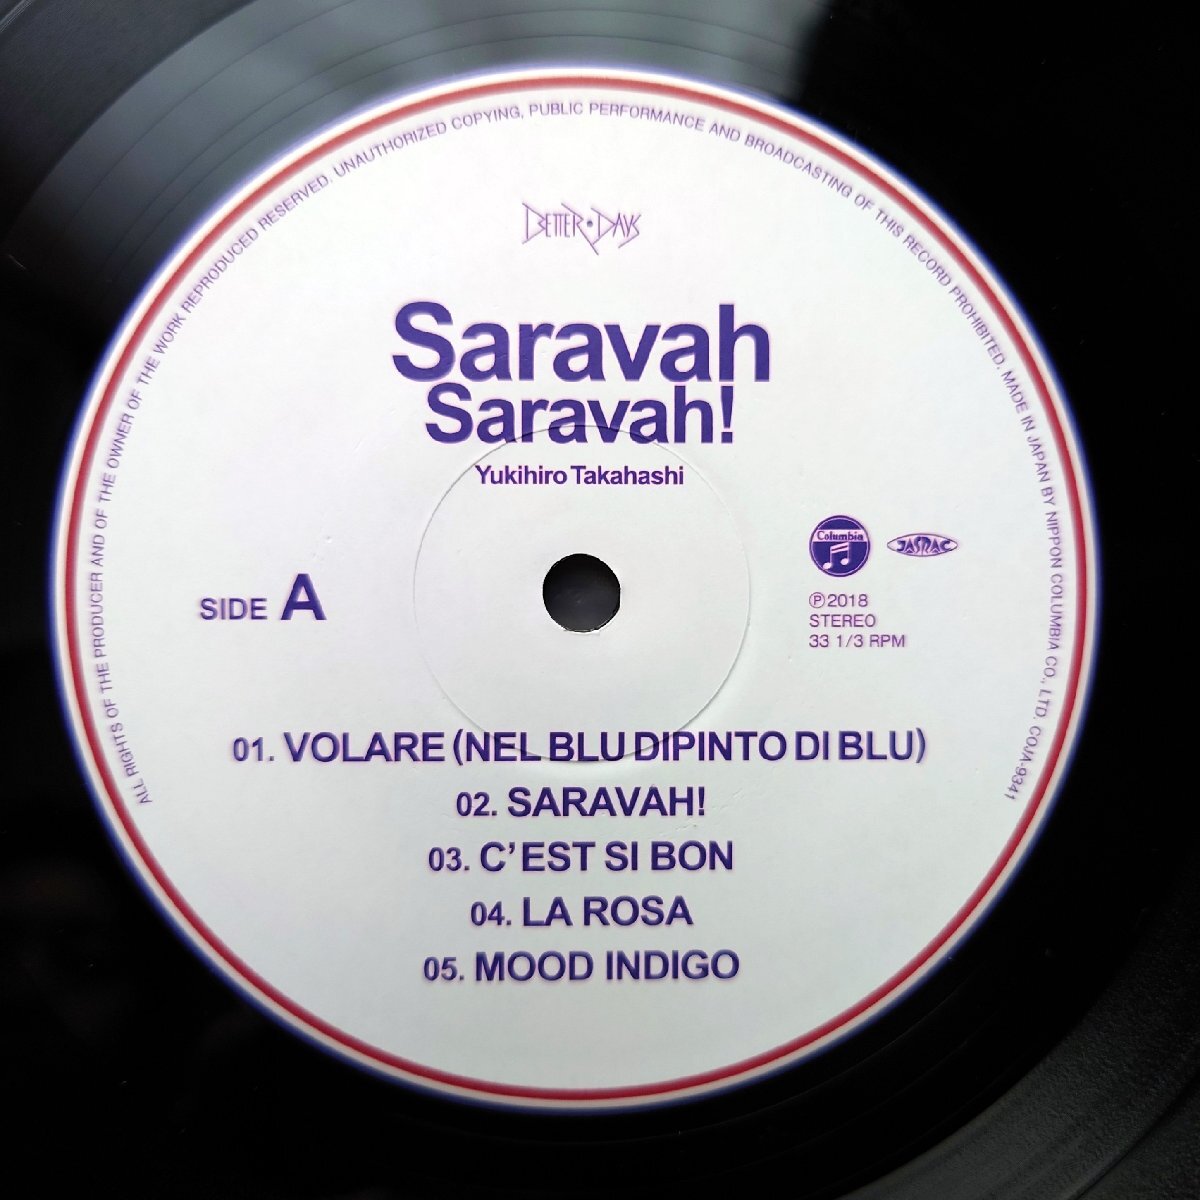 ALL RIGHTS OF THE PRODUCER AND OF THE OWNER OF THE WORK REPRODUCED RESERVED. UNAUTHORIZED COPYING, PUBLIC PERFORMANCE AND BROADCASTING OF THIS RECORD PROHIBITED. MADE IN JAPAN BY NIPPON COLUMBIA CO., LTD. COJA-9341
BETTER・DAYS
Saravah
Saravah!
Yukihiro Takahashi
Columbia
JASRAC
SIDE A
℗2018
STEREO
33 1/3 RPM
01. VOLARE (NEL BLU DIPINTO DI BLU)
02. SARAVAH!
03. C'EST SI BON
04. LA ROSA
05. MOOD INDIGO